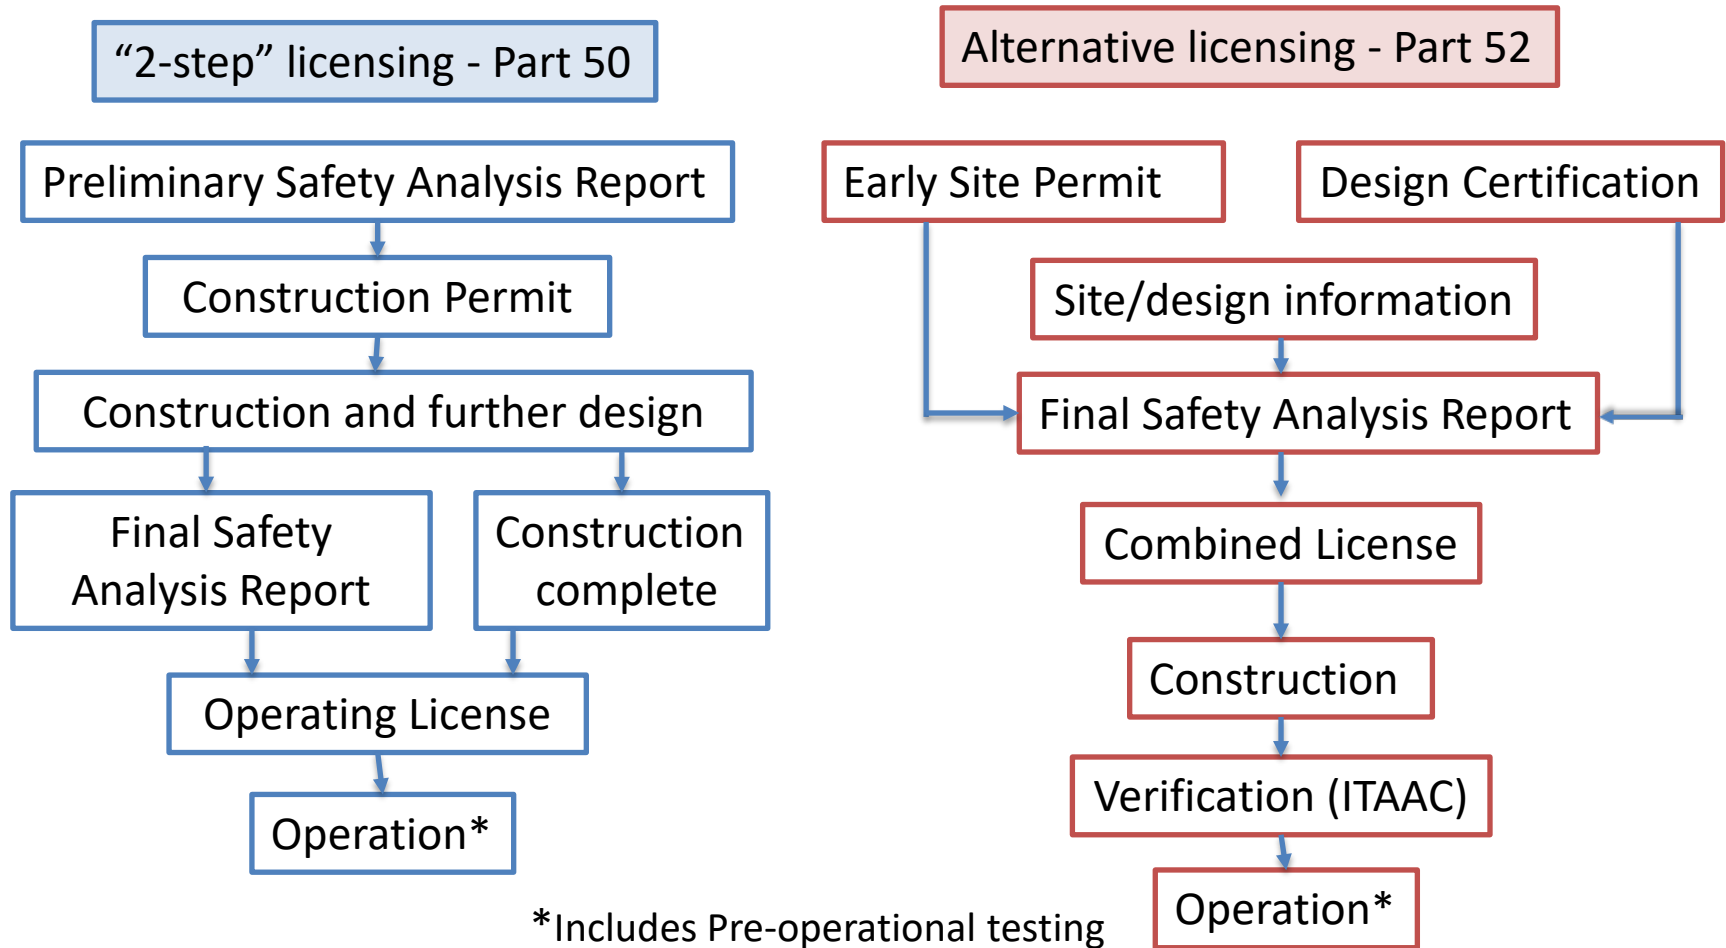 “2-step” licensing - Part 50
Preliminary Safety Analysis Report
Construction Permit
Construction and further design
Final Safety
Analysis Report
Construction
complete
Operating License
Operation*
Alternative licensing - Part 52
Early Site Permit
Design Certification
Site/design information
Final Safety Analysis Report
Combined License
Construction
Verification (ITAAC)
Operation*
*Includes Pre-operational testing